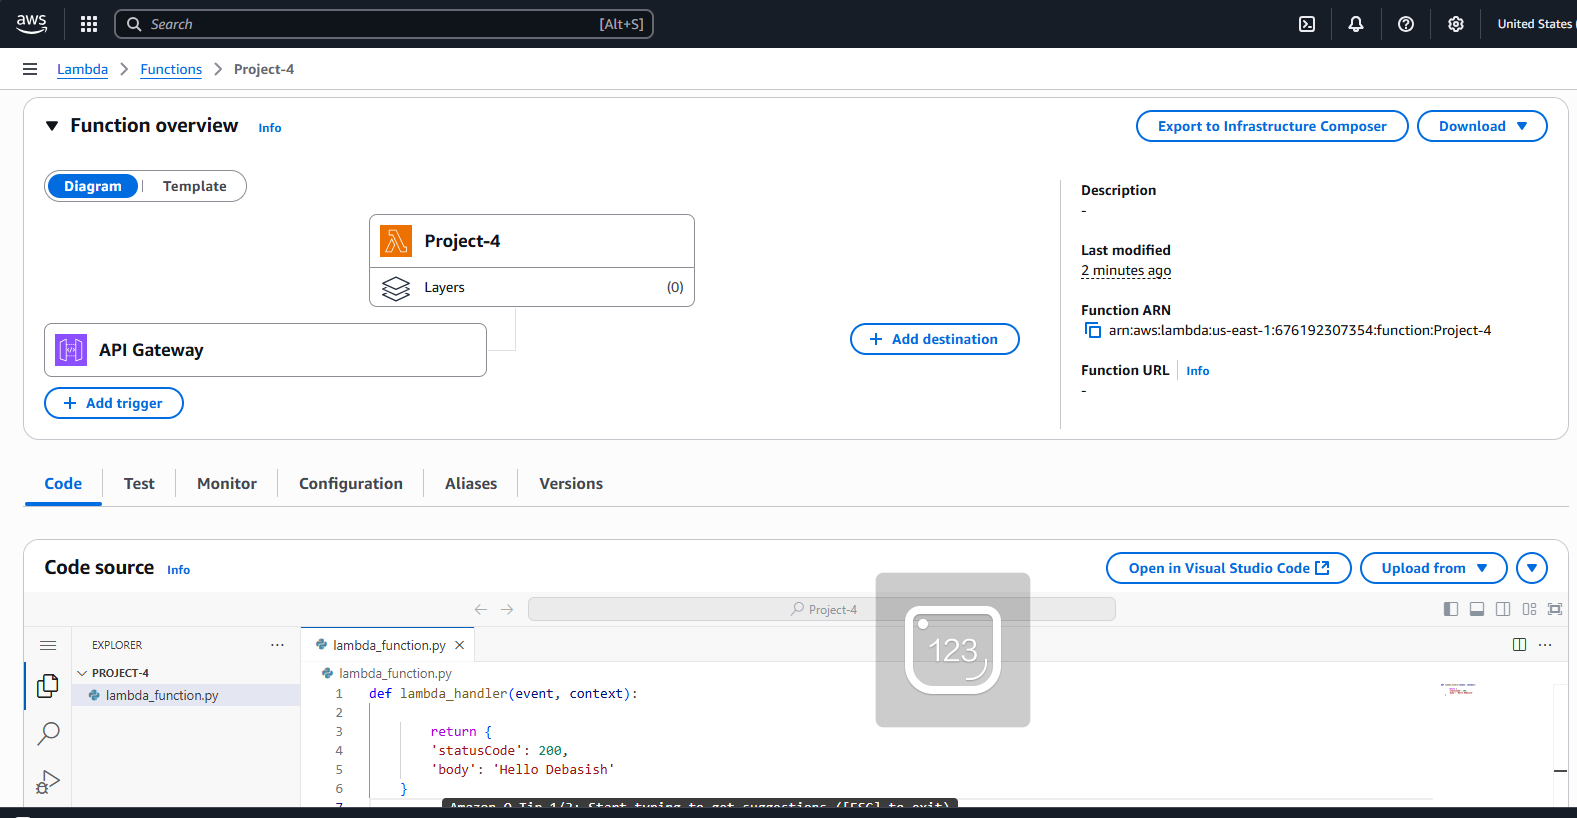 aws
Search [Alt+S]
United States
Lambda > Functions > Project-4
Function overview Info
Export to Infrastructure Composer
Download
Diagram | Template
Project-4
Layers (0)
API Gateway
+ Add trigger
+ Add destination
Description
-
Last modified
2 minutes ago
Function ARN
arn:aws:lambda:us-east-1:676192307354:function:Project-4
Function URL Info
-
Code
Test
Monitor
Configuration
Aliases
Versions
Code source Info
Open in Visual Studio Code
Upload from
Project-4
123
EXPLORER ...
PROJECT-4
lambda_function.py
lambda_function.py
lambda_function.py
1 def lambda_handler(event, context):
2
3 return {
4 'statusCode': 200,
5 'body': 'Hello Debasish'
6 }
7
Amazon Q Tip 1/3: Start typing to get suggestions ([ESC] to exit)